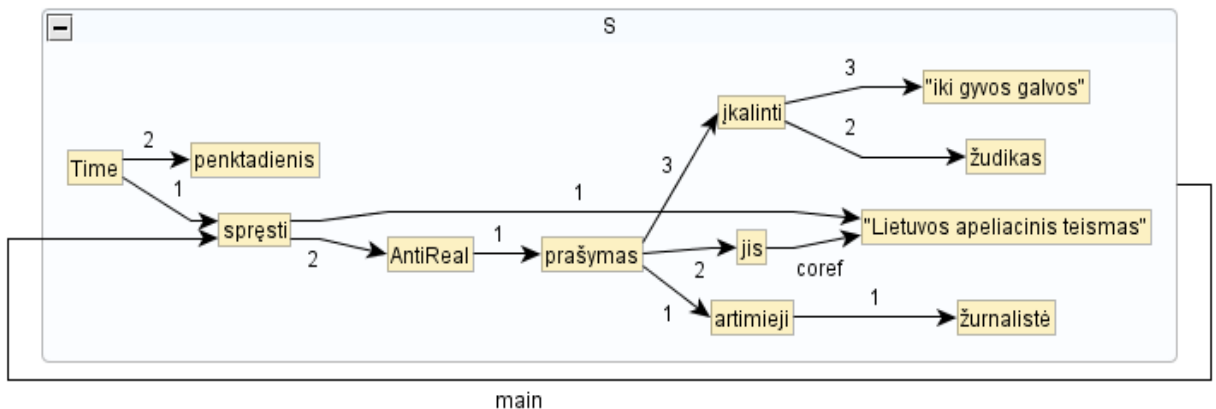 S
3
"iki gyvos galvos"
įkalinti
2
žudikas
2
penktadienis
Time
1
3
1
"Lietuvos apeliacinis teismas"
spręsti
2
AntiReal
1
prašymas
2
jis
coref
1
artimieji
1
žurnalistė
main